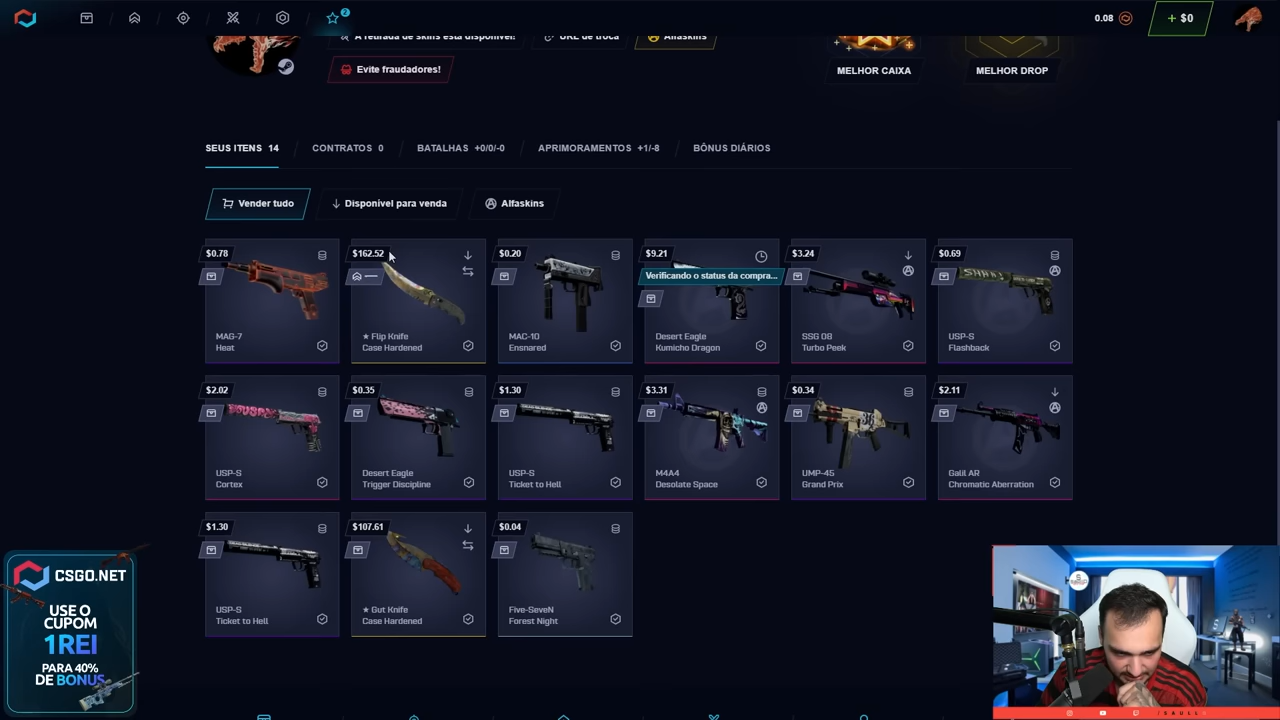 2
0.08
+ $0
A retirada de skins está disponível!
URL de troca
Alfaskins
Evite fraudadores!
MELHOR CAIXA
MELHOR DROP
SEUS ITENS 14
CONTRATOS 0
BATALHAS +0/0/-0
APRIMORAMENTOS +1/-8
BÔNUS DIÁRIOS
Vender tudo
Disponível para venda
Alfaskins
$0.78
MAG-7
Heat
$162.52
★ Flip Knife
Case Hardened
$0.20
MAC-10
Ensnared
$9.21
Verificando o status da compra...
Desert Eagle
Kumicho Dragon
$3.24
SSG 08
Turbo Peek
$0.69
USP-S
Flashback
$2.02
USP-S
Cortex
$0.35
Desert Eagle
Trigger Discipline
$1.30
USP-S
Ticket to Hell
$3.31
M4A4
Desolate Space
$0.34
UMP-45
Grand Prix
$2.11
Galil AR
Chromatic Aberration
$1.30
USP-S
Ticket to Hell
$107.61
★ Gut Knife
Case Hardened
$0.04
Five-SeveN
Forest Night
CSGO.NET
USE O
CUPOM
1REI
PARA 40%
DE BONUS